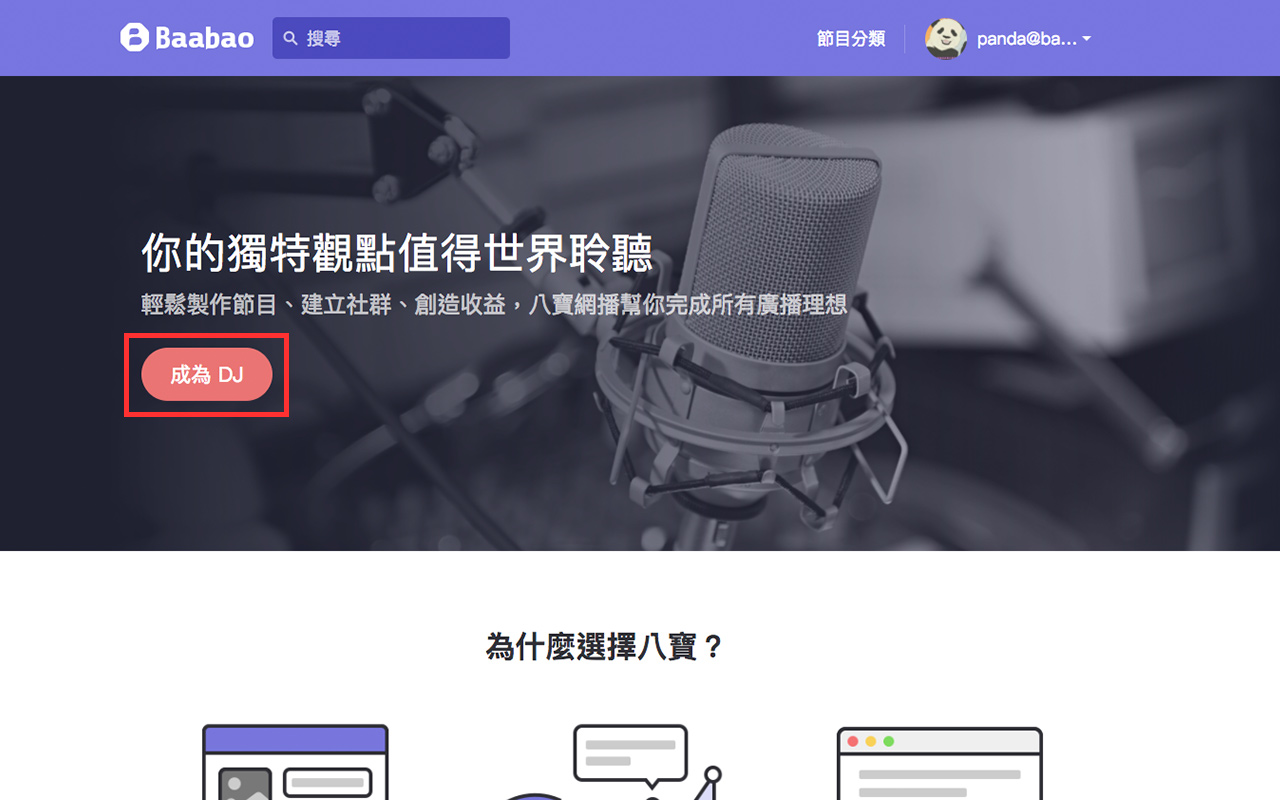 Baabao
搜尋
節目分類
panda@ba...
你的獨特觀點值得世界聆聽
輕鬆製作節目、建立社群、創造收益，八寶網播幫你完成所有廣播理想
成為 DJ
為什麼選擇八寶？